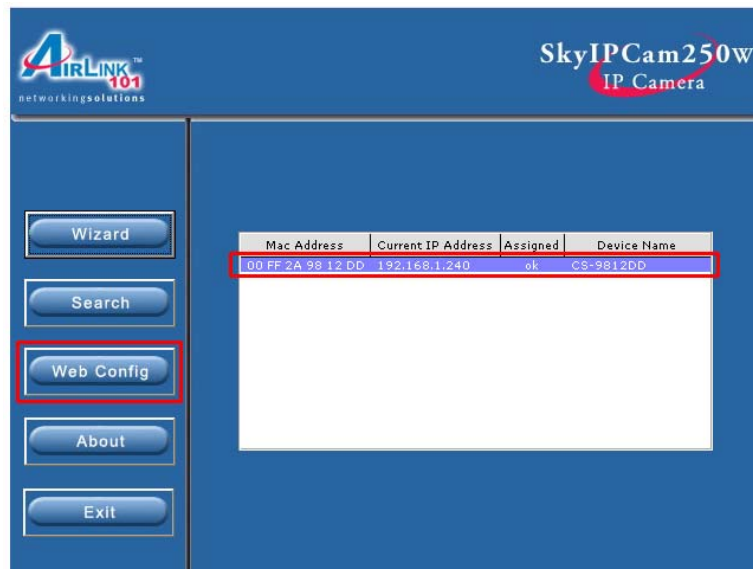 AIRLINK™
101
networkingsolutions
SkyIPCam250W
IP Camera
Wizard
Search
Web Config
About
Exit
Mac Address Current IP Address Assigned Device Name
00 FF 2A 98 12 DD 192.168.1.240 ok CS-9812DD